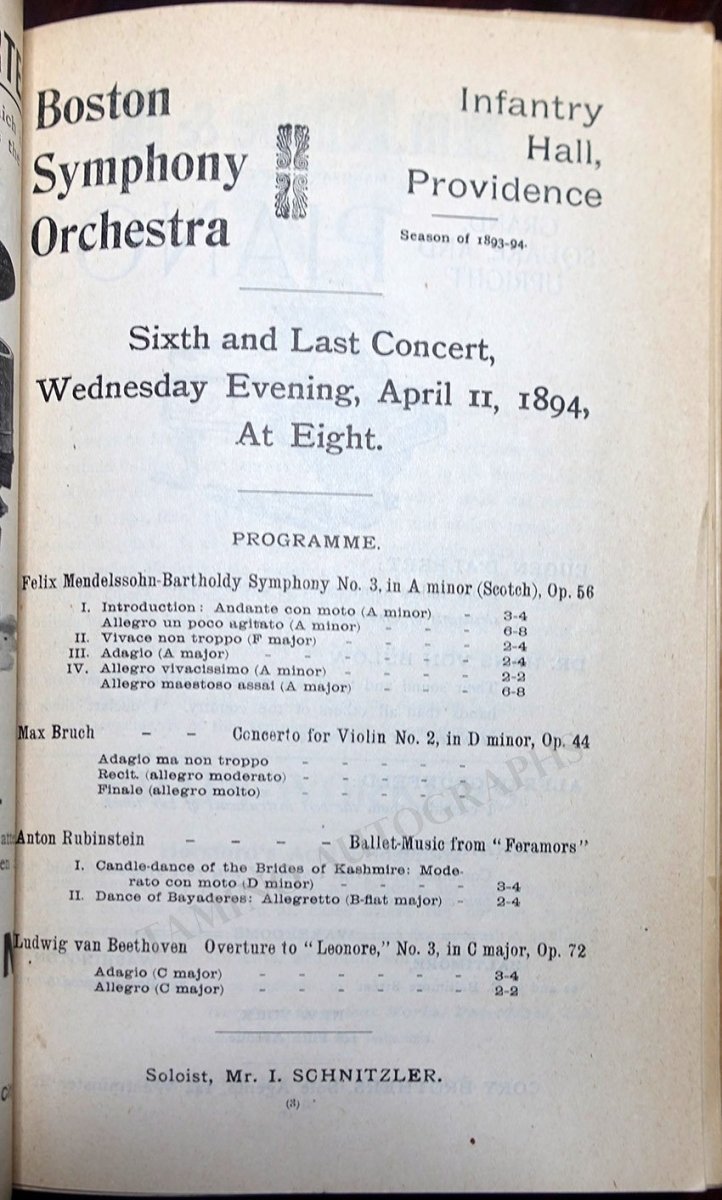 Boston
Symphony
Orchestra
Infantry
Hall,
Providence
Season of 1893-94.
Sixth and Last Concert,
Wednesday Evening, April 11, 1894,
At Eight.
PROGRAMME.
Felix Mendelssohn-Bartholdy Symphony No. 3, in A minor (Scotch), Op. 56
I. Introduction: Andante con moto (A minor) - 3-4
Allegro un poco agitato (A minor) - - - 6-8
II. Vivace non troppo (F major) - - - - 2-4
III. Adagio (A major) - - - - - 2-4
IV. Allegro vivacissimo (A minor) - - - - 2-2
Allegro maestoso assai (A major) - - - 6-8
Max Bruch - - Concerto for Violin No. 2, in D minor, Op. 44
Adagio ma non troppo - - - - -
Recit. (allegro moderato) - - - - -
Finale (allegro molto) - - - - -
Anton Rubinstein - - - - Ballet-Music from "Feramors"
I. Candle-dance of the Brides of Kashmire: Mode-
rato con moto (D minor) - - - - 3-4
II. Dance of Bayaderes: Allegretto (B-flat major) - 2-4
Ludwig van Beethoven Overture to "Leonore," No. 3, in C major, Op. 72
Adagio (C major) - - - - - - 3-4
Allegro (C major) - - - - - - 2-2
Soloist, Mr. I. SCHNITZLER.
(3)
TAMINO AUTOGRAPHS